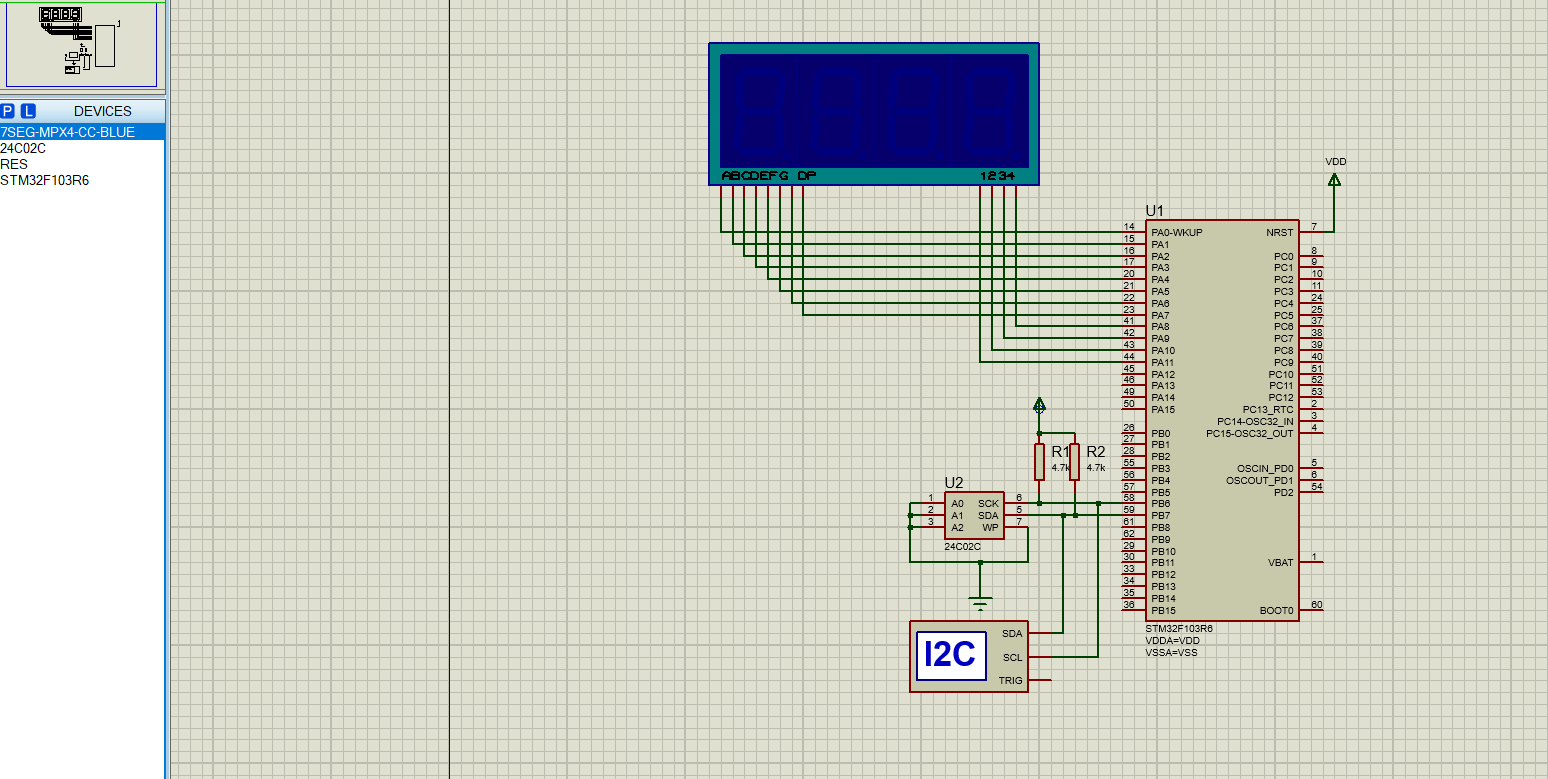 1
P L DEVICES
7SEG-MPX4-CC-BLUE
24C02C
RES
STM32F103R6
ABCDEFG DP
1234
VDD
U1
14 PA0-WKUP
15 PA1
16 PA2
17 PA3
20 PA4
21 PA5
22 PA6
23 PA7
41 PA8
42 PA9
43 PA10
44 PA11
45 PA12
46 PA13
49 PA14
50 PA15
26 PB0
27 PB1
28 PB2
55 PB3
56 PB4
57 PB5
58 PB6
59 PB7
61 PB8
62 PB9
29 PB10
30 PB11
33 PB12
34 PB13
35 PB14
36 PB15
NRST 7
PC0 8
PC1 9
PC2 10
PC3 11
PC4 24
PC5 25
PC6 37
PC7 38
PC8 39
PC9 40
PC10 51
PC11 52
PC12 53
PC13_RTC 2
PC14-OSC32_IN 3
PC15-OSC32_OUT 4
OSCIN_PD0 5
OSCOUT_PD1 6
PD2 54
VBAT 1
BOOT0 60
STM32F103R6
VDDA=VDD
VSSA=VSS
R1
4.7k
R2
4.7k
U2
1 A0 SCK 6
2 A1 SDA 5
3 A2 WP 7
24C02C
I2C
SDA
SCL
TRIG